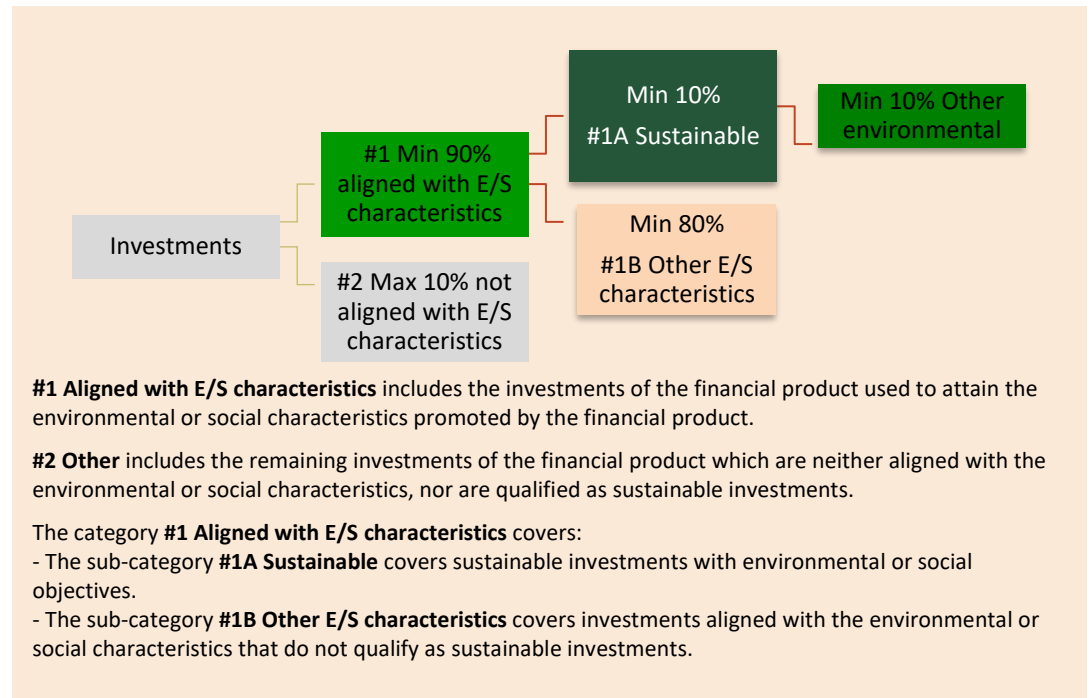 Investments
#1 Min 90%
aligned with E/S
characteristics
#2 Max 10% not
aligned with E/S
characteristics
Min 10%
#1A Sustainable
Min 80%
#1B Other E/S
characteristics
Min 10% Other
environmental
#1 Aligned with E/S characteristics includes the investments of the financial product used to attain the
environmental or social characteristics promoted by the financial product.
#2 Other includes the remaining investments of the financial product which are neither aligned with the
environmental or social characteristics, nor are qualified as sustainable investments.
The category #1 Aligned with E/S characteristics covers:
- The sub-category #1A Sustainable covers sustainable investments with environmental or social
objectives.
- The sub-category #1B Other E/S characteristics covers investments aligned with the environmental or
social characteristics that do not qualify as sustainable investments.